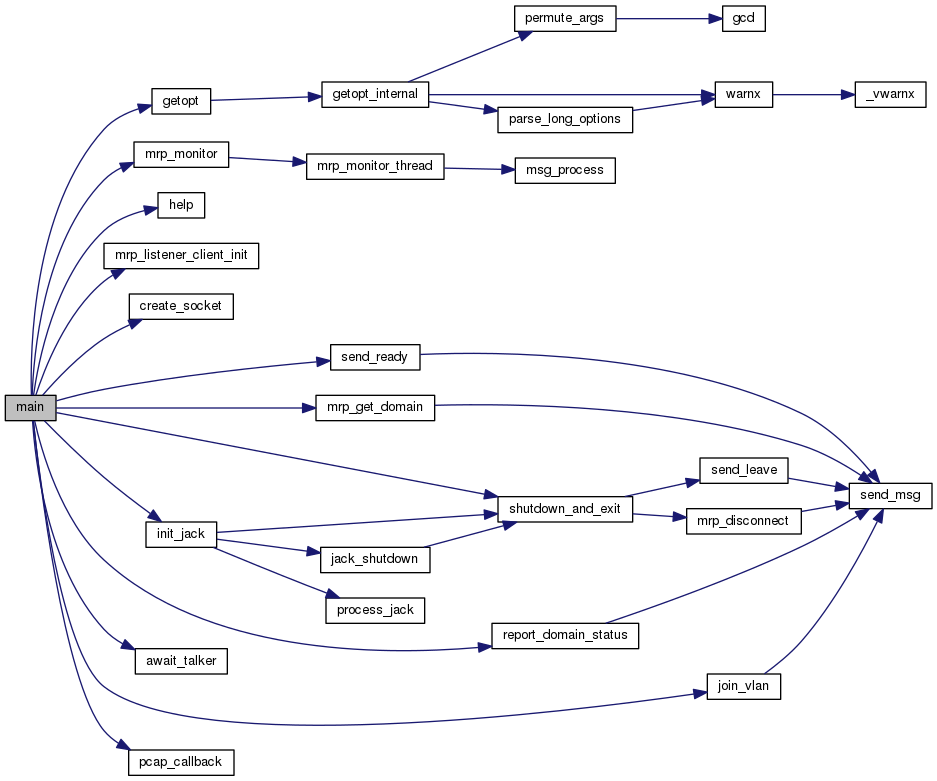 permute_args
gcd
getopt
getopt_internal
warnx
_vwarnx
parse_long_options
mrp_monitor
mrp_monitor_thread
msg_process
help
mrp_listener_client_init
create_socket
send_ready
main
mrp_get_domain
send_leave
send_msg
shutdown_and_exit
mrp_disconnect
init_jack
jack_shutdown
process_jack
report_domain_status
await_talker
join_vlan
pcap_callback